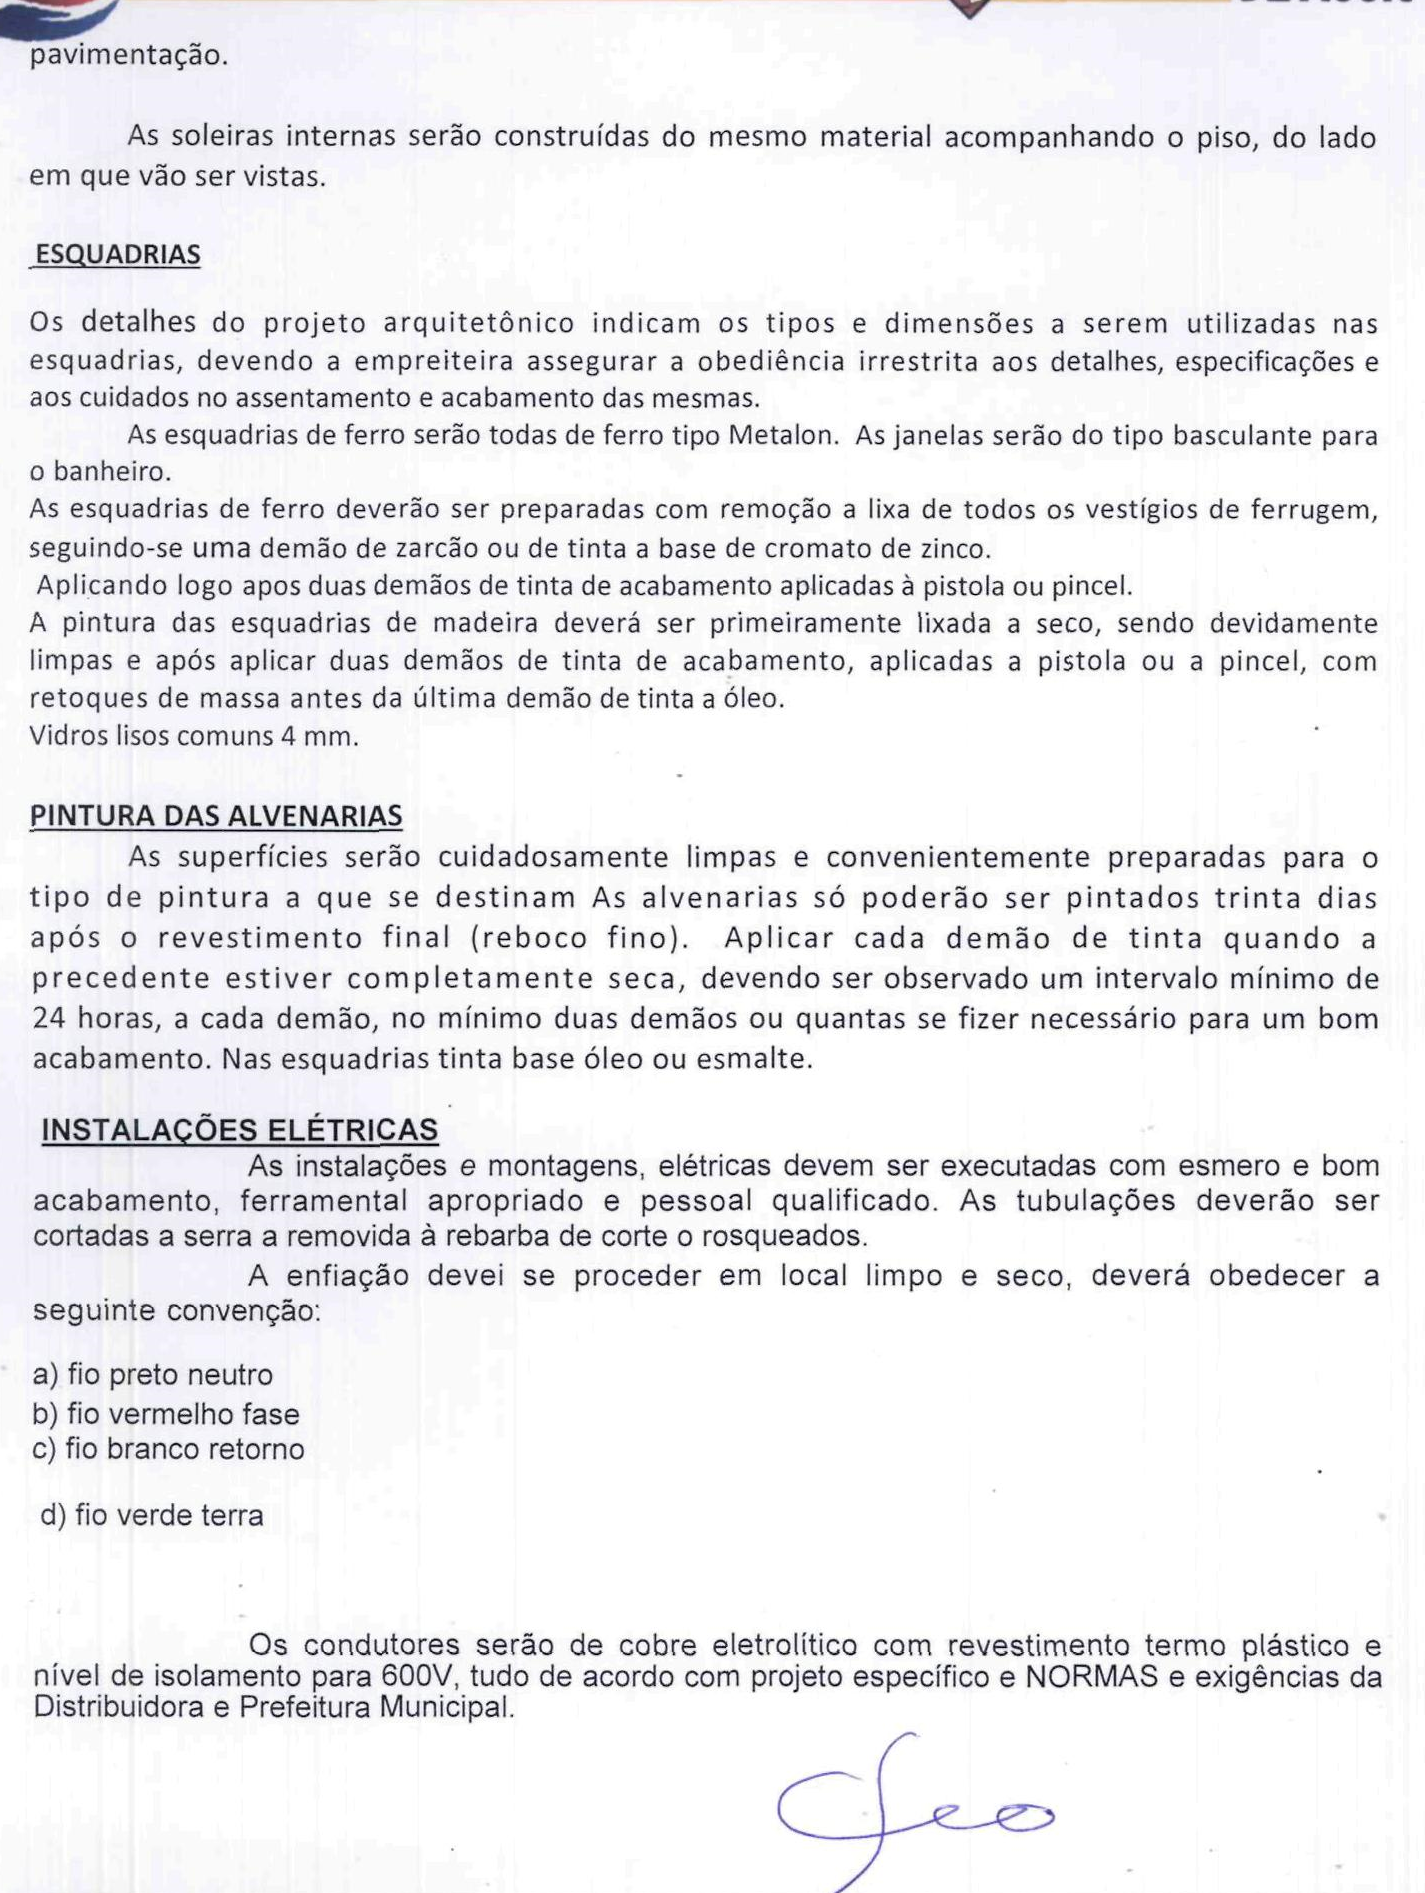 pavimentação.
As soleiras internas serão construídas do mesmo material acompanhando o piso, do lado
em que vão ser vistas.
ESQUADRIAS
Os detalhes do projeto arquitetônico indicam os tipos e dimensões a serem utilizadas nas
esquadrias, devendo a empreiteira assegurar a obediência irrestrita aos detalhes, especificações e
aos cuidados no assentamento e acabamento das mesmas.
As esquadrias de ferro serão todas de ferro tipo Metalon. As janelas serão do tipo basculante para
o banheiro.
As esquadrias de ferro deverão ser preparadas com remoção a lixa de todos os vestígios de ferrugem,
seguindo-se uma demão de zarcão ou de tinta a base de cromato de zinco.
Aplicando logo apos duas demãos de tinta de acabamento aplicadas à pistola ou pincel.
A pintura das esquadrias de madeira deverá ser primeiramente lixada a seco, sendo devidamente
limpas e após aplicar duas demãos de tinta de acabamento, aplicadas a pistola ou a pincel, com
retoques de massa antes da última demão de tinta a óleo.
Vidros lisos comuns 4 mm.
PINTURA DAS ALVENARIAS
As superfícies serão cuidadosamente limpas e convenientemente preparadas para o
tipo de pintura a que se destinam As alvenarias só poderão ser pintados trinta dias
após o revestimento final (reboco fino). Aplicar cada demão de tinta quando a
precedente estiver completamente seca, devendo ser observado um intervalo mínimo de
24 horas, a cada demão, no mínimo duas demãos ou quantas se fizer necessário para um bom
acabamento. Nas esquadrias tinta base óleo ou esmalte.
INSTALAÇÕES ELÉTRICAS
As instalações e montagens, elétricas devem ser executadas com esmero e bom
acabamento, ferramental apropriado e pessoal qualificado. As tubulações deverão ser
cortadas a serra a removida à rebarba de corte o rosqueados.
A enfiação devei se proceder em local limpo e seco, deverá obedecer a
seguinte convenção:
a) fio preto neutro
b) fio vermelho fase
c) fio branco retorno
d) fio verde terra
Os condutores serão de cobre eletrolítico com revestimento termo plástico e
nível de isolamento para 600V, tudo de acordo com projeto específico e NORMAS e exigências da
Distribuidora e Prefeitura Municipal.